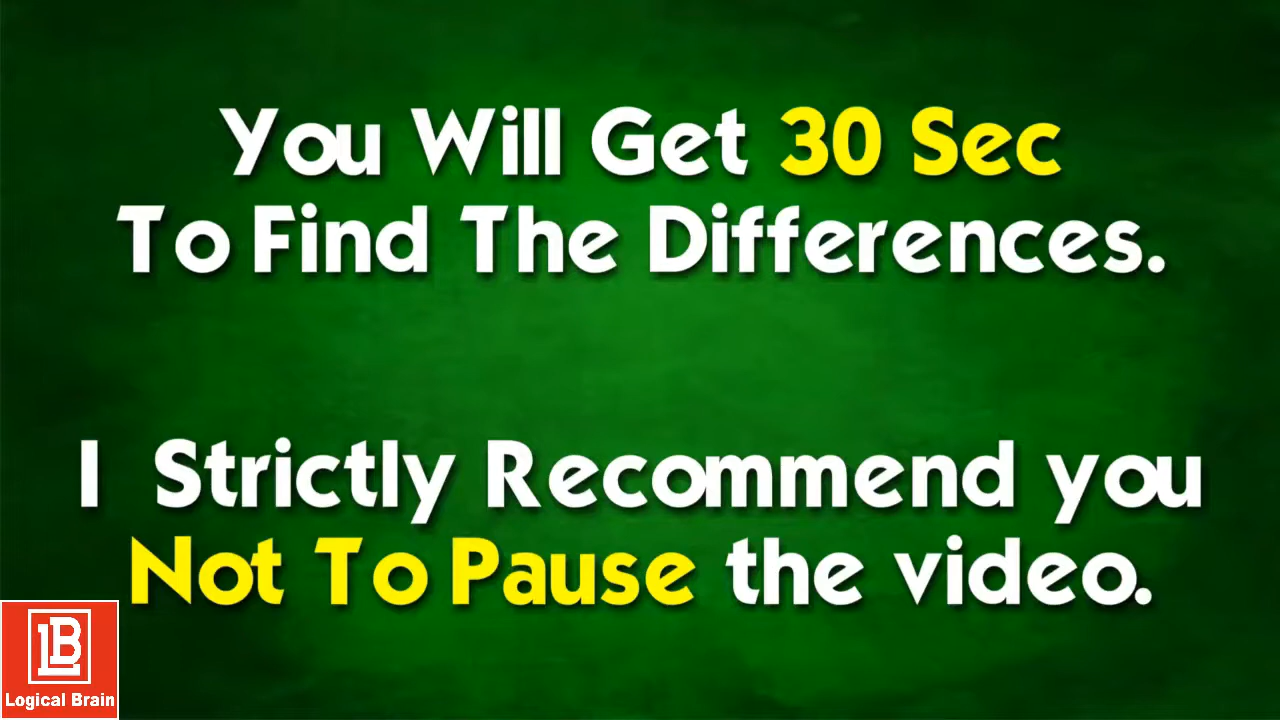 You Will Get 30 Sec
To Find The Differences.
I Strictly Recommend you
Not To Pause the video.
LB
Logical Brain